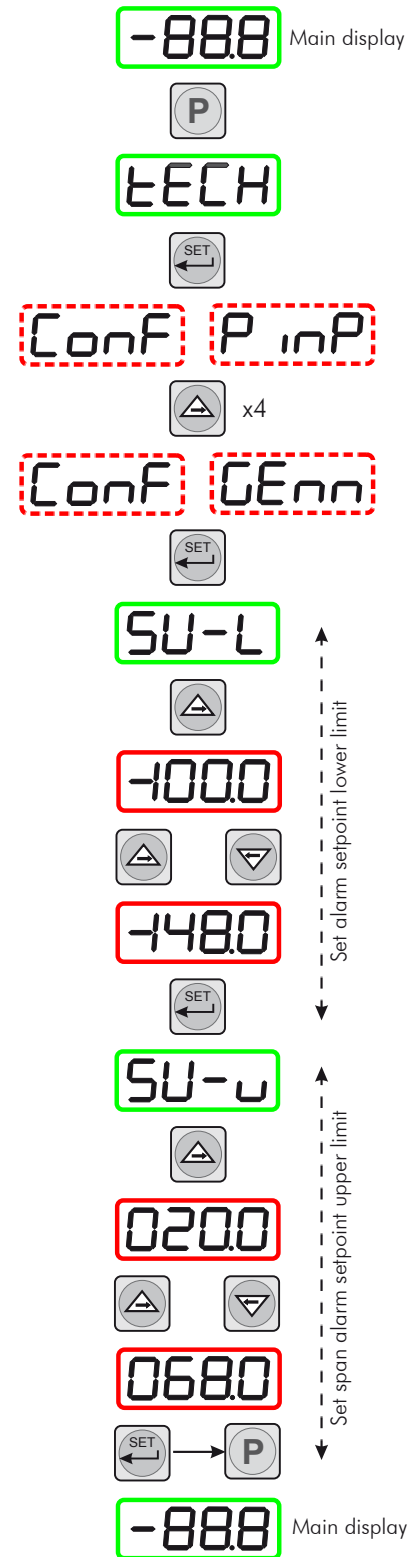 -88.8 Main display
P
tECH
SET
ConF P inP
x4
ConF GEnn
SET
SU-L
-100.0
-148.0
SET
Set alarm setpoint lower limit
SU-u
020.0
068.0
SET P
Set span alarm setpoint upper limit
-88.8 Main display